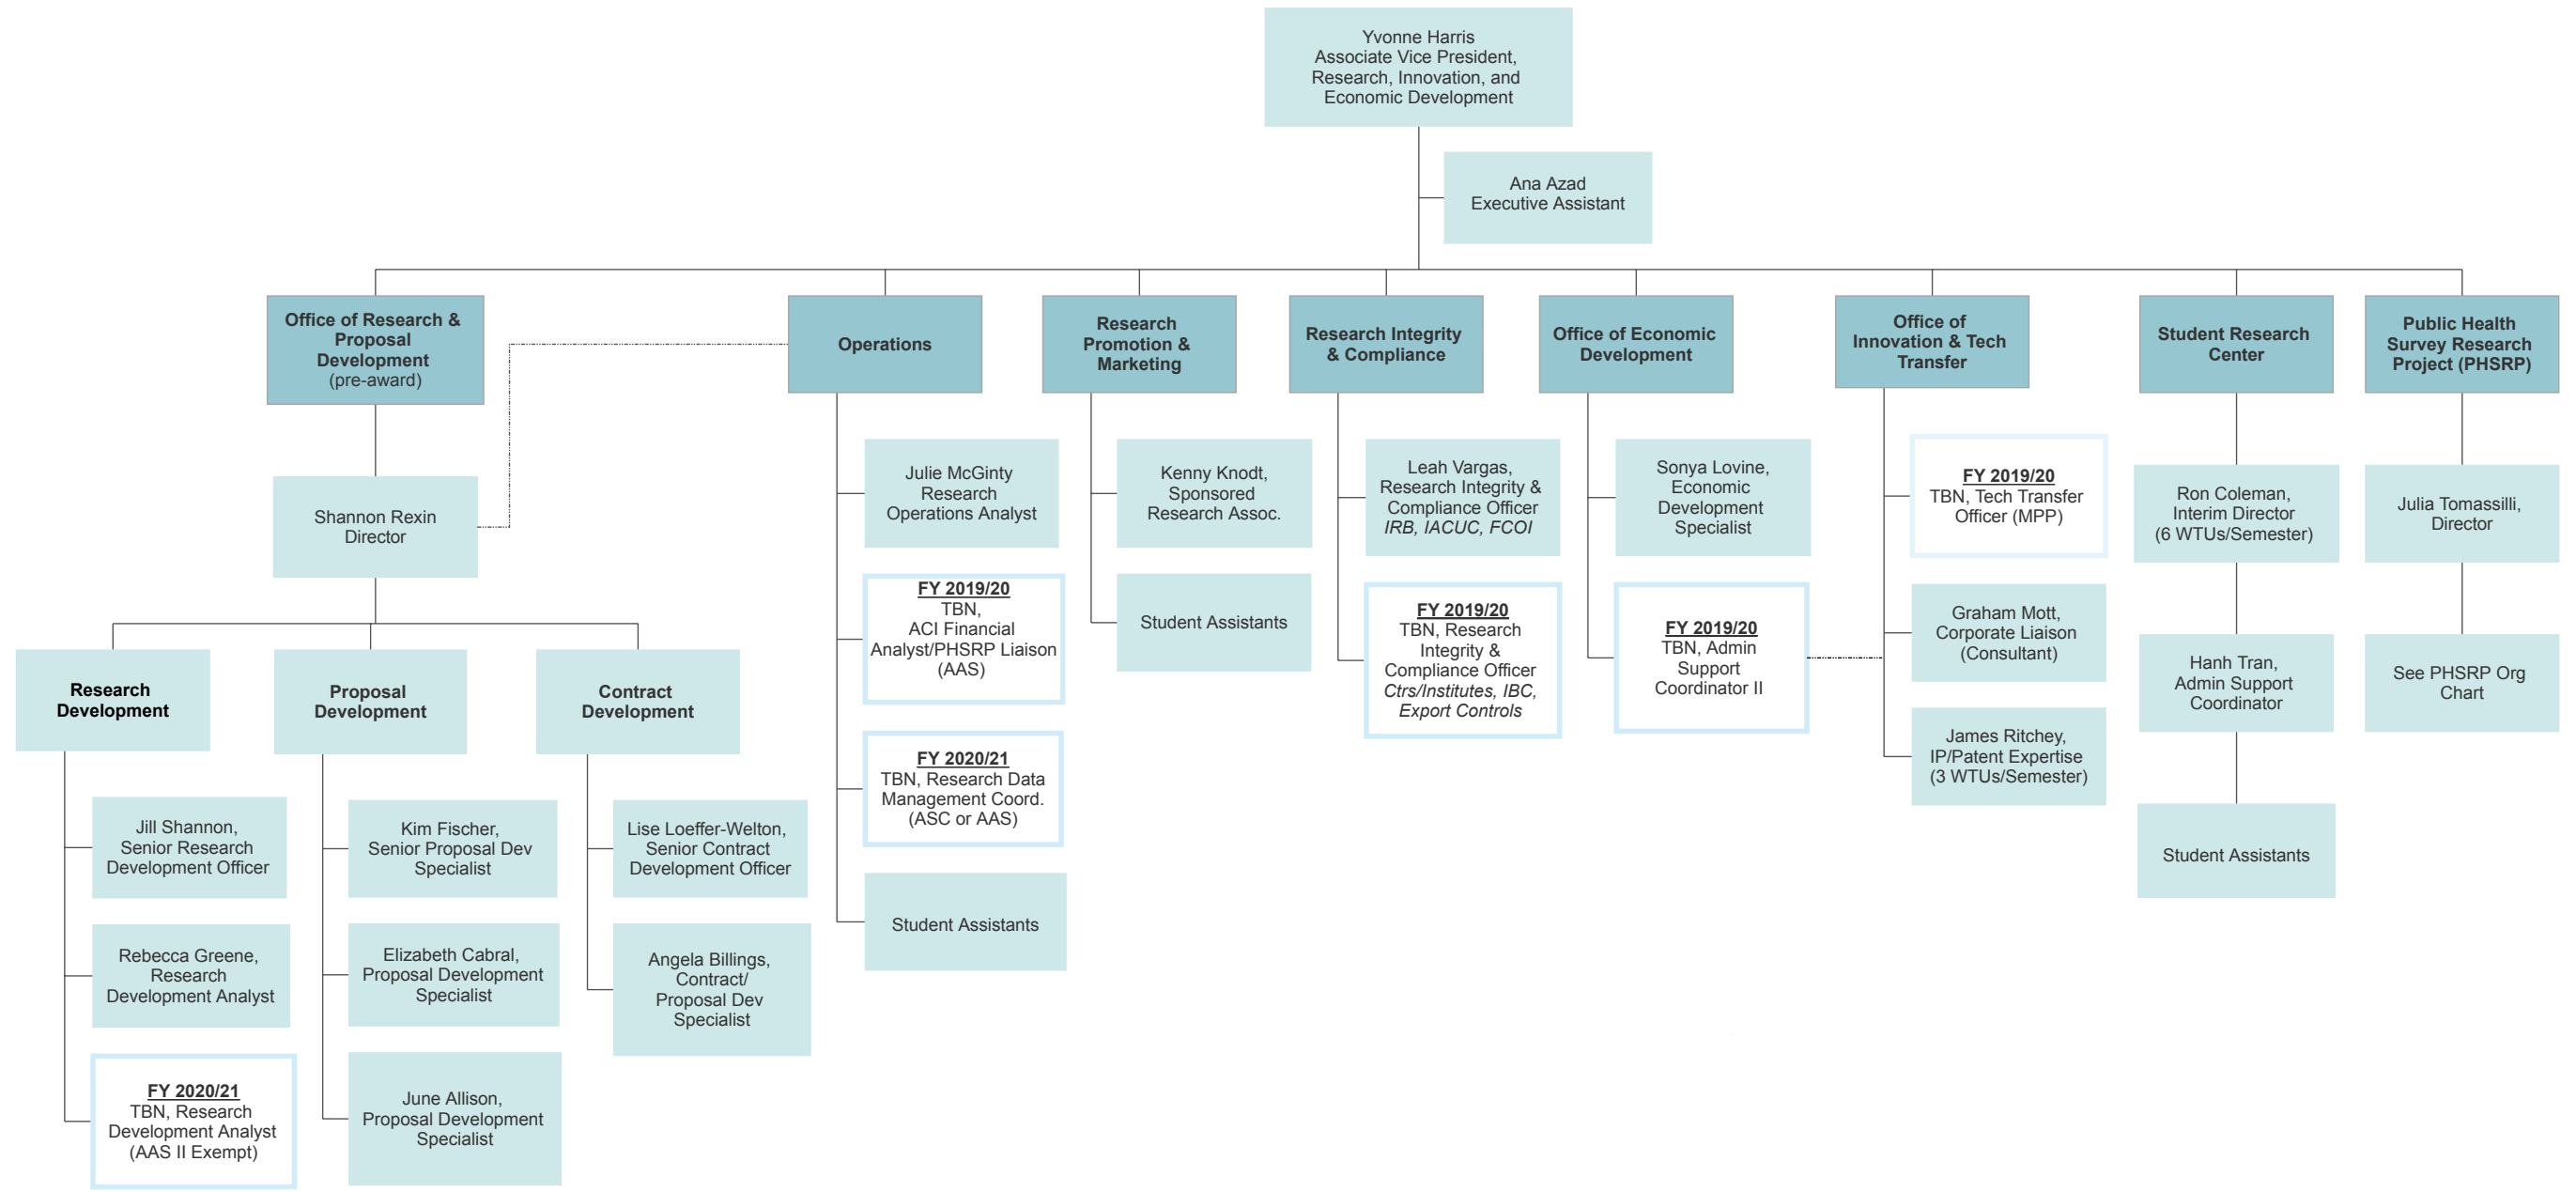 Yvonne Harris
Associate Vice President,
Research, Innovation, and
Economic Development
Ana Azad
Executive Assistant
Office of Research &
Proposal
Development
(pre-award)
Operations
Research
Promotion &
Marketing
Research Integrity
& Compliance
Office of Economic
Development
Office of
Innovation & Tech
Transfer
Student Research
Center
Public Health
Survey Research
Project (PHSRP)
Shannon Rexin
Director
Research
Development
Jill Shannon,
Senior Research
Development Officer
Rebecca Greene,
Research
Development Analyst
FY 2020/21
TBN, Research
Development Analyst
(AAS II Exempt)
Proposal
Development
Kim Fischer,
Senior Proposal Dev
Specialist
Elizabeth Cabral,
Proposal Development
Specialist
June Allison,
Proposal Development
Specialist
Contract
Development
Lise Loeffer-Welton,
Senior Contract
Development Officer
Angela Billings,
Contract/
Proposal Dev
Specialist
Julie McGinty
Research
Operations Analyst
FY 2019/20
TBN,
ACI Financial
Analyst/PHSRP Liaison
(AAS)
FY 2020/21
TBN, Research Data
Management Coord.
(ASC or AAS)
Student Assistants
Kenny Knodt,
Sponsored
Research Assoc.
Student Assistants
Leah Vargas,
Research Integrity &
Compliance Officer
IRB, IACUC, FCOI
FY 2019/20
TBN, Research
Integrity &
Compliance Officer
Ctrs/Institutes, IBC,
Export Controls
Sonya Lovine,
Economic
Development
Specialist
FY 2019/20
TBN, Admin
Support
Coordinator II
FY 2019/20
TBN, Tech Transfer
Officer (MPP)
Graham Mott,
Corporate Liaison
(Consultant)
James Ritchey,
IP/Patent Expertise
(3 WTUs/Semester)
Ron Coleman,
Interim Director
(6 WTUs/Semester)
Hanh Tran,
Admin Support
Coordinator
Student Assistants
Julia Tomassilli,
Director
See PHSRP Org
Chart